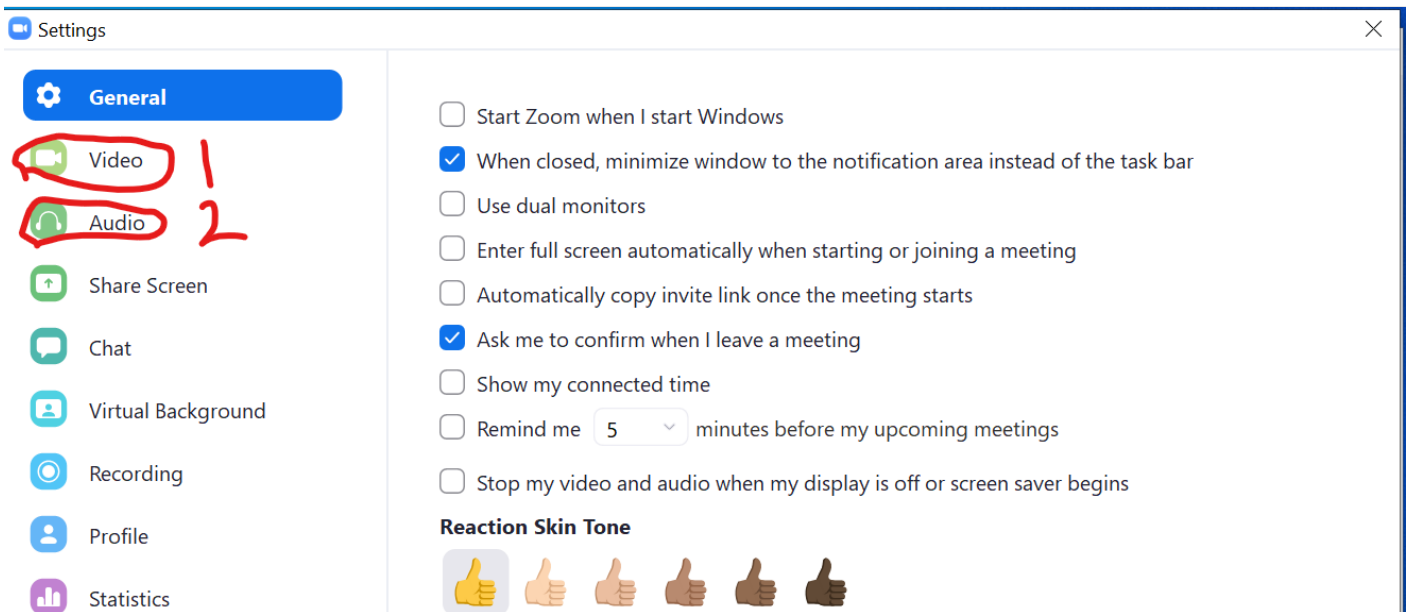 Settings
General
Video 1
Audio 2
Share Screen
Chat
Virtual Background
Recording
Profile
Statistics
Start Zoom when I start Windows
When closed, minimize window to the notification area instead of the task bar
Use dual monitors
Enter full screen automatically when starting or joining a meeting
Automatically copy invite link once the meeting starts
Ask me to confirm when I leave a meeting
Show my connected time
Remind me 5 minutes before my upcoming meetings
Stop my video and audio when my display is off or screen saver begins
Reaction Skin Tone